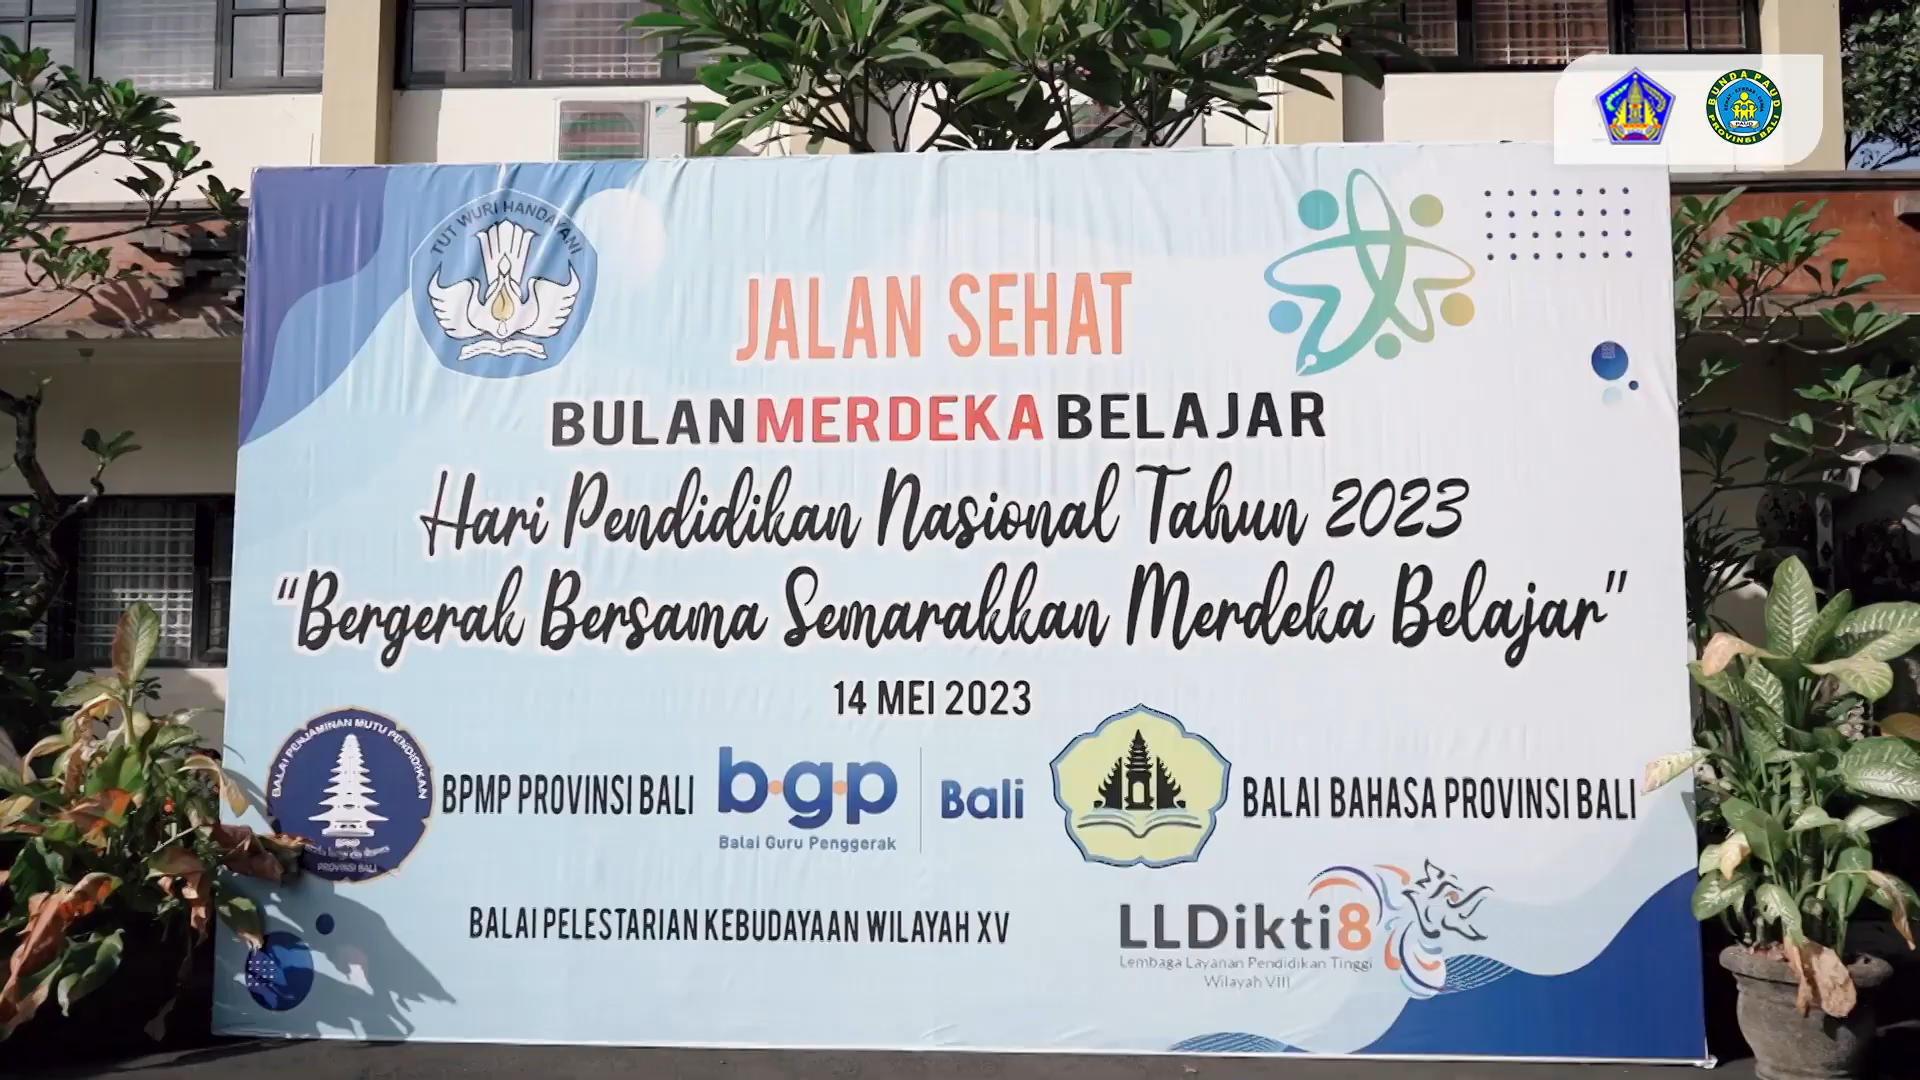 BUNDA PAUD
PROVINSI BALI
PAUD
TUT WURI HANDAYANI
JALAN SEHAT
BULAN MERDEKA BELAJAR
Hari Pendidikan Nasional Tahun 2023
"Bergerak Bersama Semarakkan Merdeka Belajar"
14 MEI 2023
BALAI PENJAMINAN MUTU PENDIDIKAN
PROVINSI BALI
BPMP PROVINSI BALI
b·g·p
Balai Guru Penggerak
Bali
BALAI BAHASA PROVINSI BALI
BALAI PELESTARIAN KEBUDAYAAN WILAYAH XV
LLDikti8
Lembaga Layanan Pendidikan Tinggi
Wilayah VIII